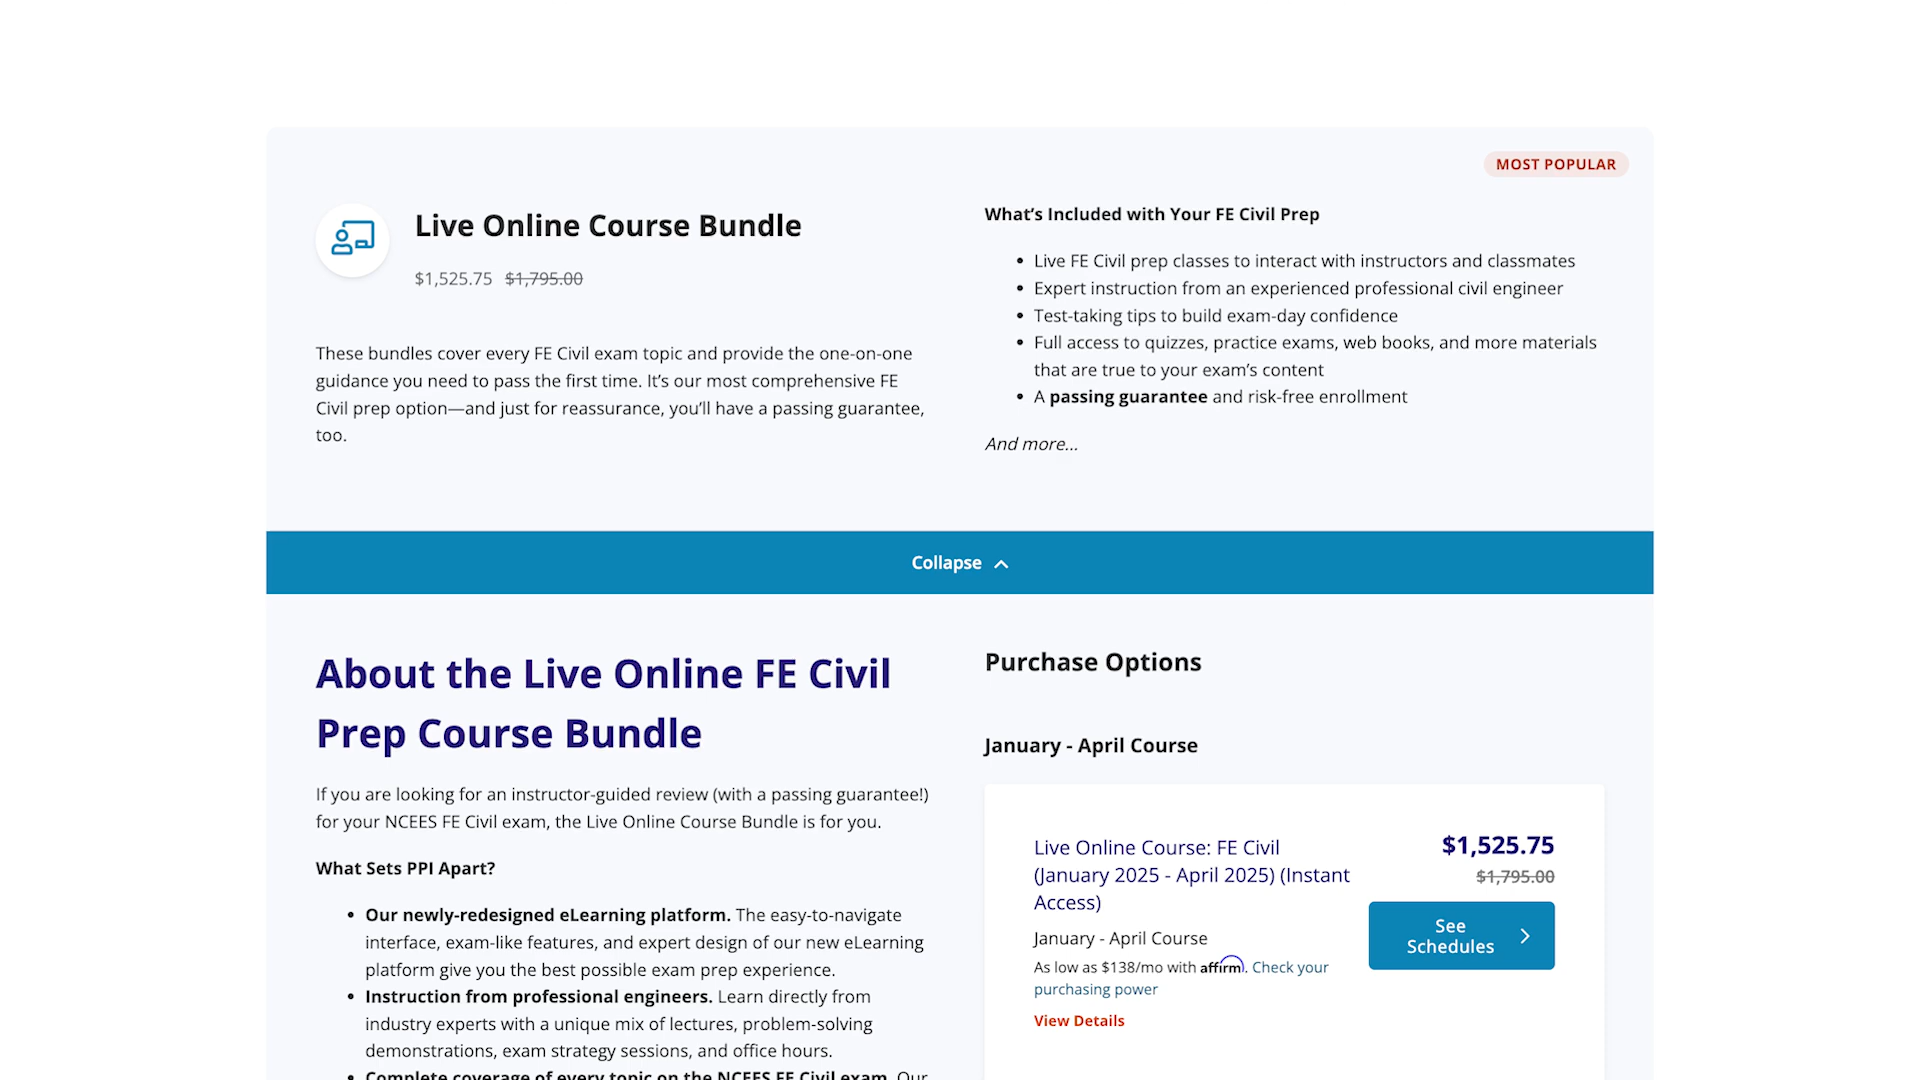 MOST POPULAR
Live Online Course Bundle
$1,525.75 $1,795.00
These bundles cover every FE Civil exam topic and provide the one-on-one
guidance you need to pass the first time. It’s our most comprehensive FE
Civil prep option—and just for reassurance, you’ll have a passing guarantee,
too.
What’s Included with Your FE Civil Prep
• Live FE Civil prep classes to interact with instructors and classmates
• Expert instruction from an experienced professional civil engineer
• Test-taking tips to build exam-day confidence
• Full access to quizzes, practice exams, web books, and more materials
that are true to your exam’s content
• A passing guarantee and risk-free enrollment
And more...
Collapse
About the Live Online FE Civil
Prep Course Bundle
If you are looking for an instructor-guided review (with a passing guarantee!)
for your NCEES FE Civil exam, the Live Online Course Bundle is for you.
What Sets PPI Apart?
• Our newly-redesigned eLearning platform. The easy-to-navigate
interface, exam-like features, and expert design of our new eLearning
platform give you the best possible exam prep experience.
• Instruction from professional engineers. Learn directly from
industry experts with a unique mix of lectures, problem-solving
demonstrations, exam strategy sessions, and office hours.
• Complete coverage of every topic on the NCEES FE Civil exam. Our
Purchase Options
January - April Course
Live Online Course: FE Civil
(January 2025 - April 2025) (Instant
Access)
January - April Course
As low as $138/mo with affirm. Check your
purchasing power
View Details
$1,525.75
$1,795.00
See
Schedules